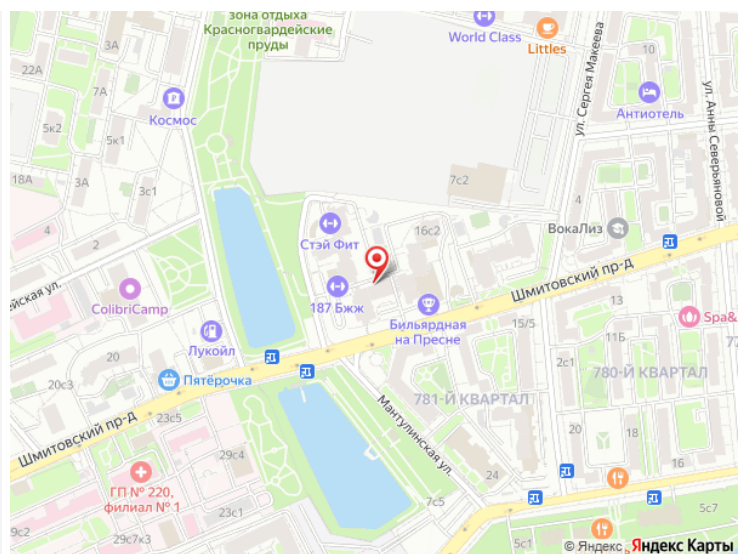 зона отдыха
Красногвардейские
пруды
World Class
Littles
ул. Сергея Макеева
10
Антиотель
ул. Анны Северьяновой
3А
22А
7А
5к2
5к1
Космос
18А
3А
3с1
7с2
4
4
2
Стэй Фит
16с2
ВокаЛиз
Шмитовский пр-д
ейская ул.
ColibriCamp
187 Бжж
Бильярдная
на Пресне
15/5
Spa&
Лукойл
11Б
2с1
780-Й КВАРТАЛ
20
20с3
Пятёрочка
781-Й КВАРТАЛ
Шмитовский пр-д
23с5
Мантулинская ул.
20
18
29с4
24
16
ГП № 220,
филиал № 1
7с5
23с1
5с7
29с2
29с7к3
5с1
© Яндекс Яндекс Карты